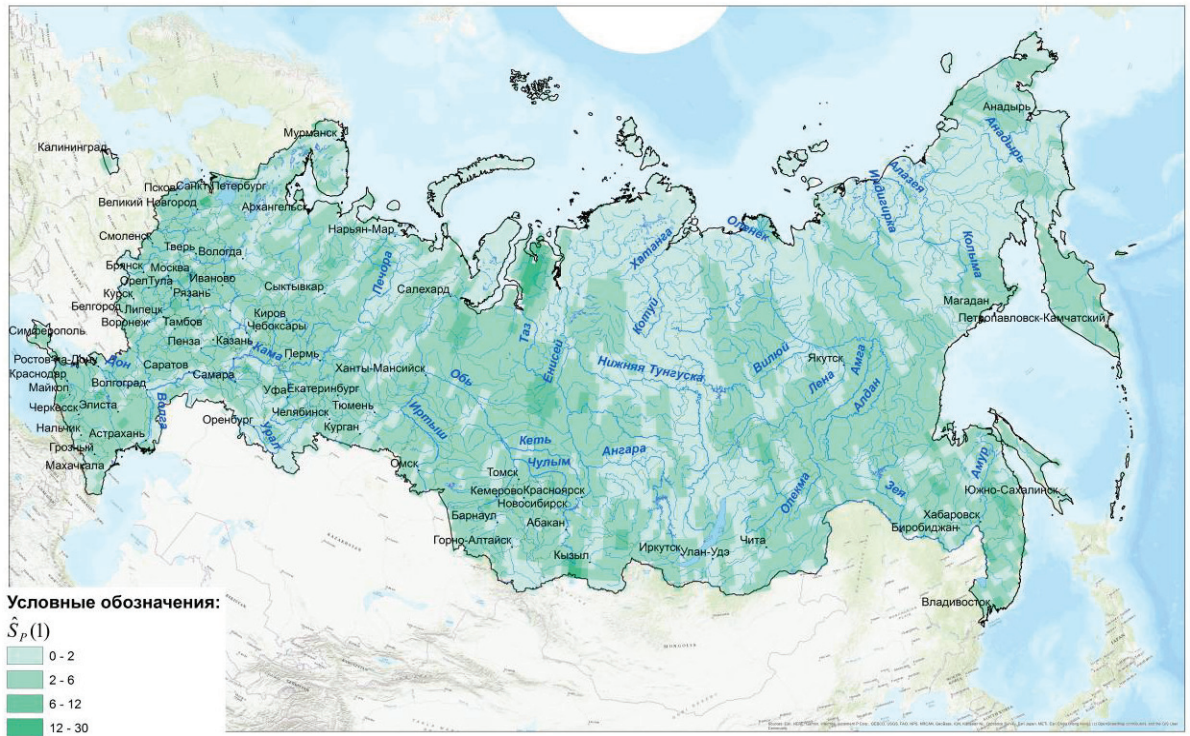 Анадырь
Анадырь
Мурманск
Калининград
Алазея
Индигирка
Псков
Санкт-Петербург
Великий Новгород
Архангельск
Оленек
Нарьян-Мар
Хатанга
Смоленск
Тверь
Вологда
Колыма
Брянск
Москва
Печора
Иваново
Орел
Тула
Сыктывкар
Салехард
Курск
Рязань
Магадан
Белгород
Липецк
Котуй
Киров
Петропавловск-Камчатский
Воронеж
Тамбов
Чебоксары
Таз
Симферополь
Пенза
Казань
Кама
Пермь
Вилюй
Якутск
Амга
Ростов-на-Дону
Дон
Саратов
Ханты-Мансийск
Енисей
Нижняя Тунгуска
Краснодар
Самара
Обь
Лена
Майкоп
Волгоград
Уфа
Екатеринбург
Алдан
Черкесск
Элиста
Волга
Челябинск
Тюмень
Иртыш
Нальчик
Астрахань
Оренбург
Урал
Курган
Кеть
Грозный
Ангара
Махачкала
Омск
Томск
Чулым
Амур
Кемерово
Красноярск
Олекма
Зея
Южно-Сахалинск
Новосибирск
Барнаул
Абакан
Хабаровск
Биробиджан
Горно-Алтайск
Кызыл
Иркутск
Улан-Удэ
Чита
KAZAKHSTAN
MONGOLIA
Владивосток
Условные обозначения:
Ŝ_P(1)
0 - 2
2 - 6
6 - 12
12 - 30